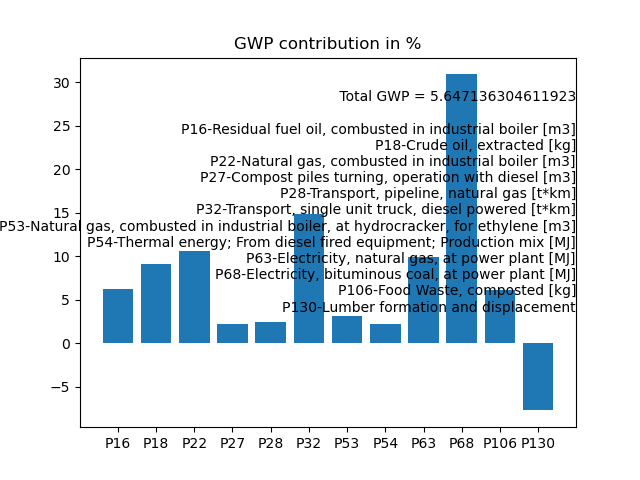 GWP contribution in %
30
25
20
15
10
5
0
−5
Total GWP = 5.647136304611923
P16-Residual fuel oil, combusted in industrial boiler [m3]
P18-Crude oil, extracted [kg]
P22-Natural gas, combusted in industrial boiler [m3]
P27-Compost piles turning, operation with diesel [m3]
P28-Transport, pipeline, natural gas [t*km]
P32-Transport, single unit truck, diesel powered [t*km]
P53-Natural gas, combusted in industrial boiler, at hydrocracker, for ethylene [m3]
P54-Thermal energy; From diesel fired equipment; Production mix [MJ]
P63-Electricity, natural gas, at power plant [MJ]
P68-Electricity, bituminous coal, at power plant [MJ]
P106-Food Waste, composted [kg]
P130-Lumber formation and displacement
P16 P18 P22 P27 P28 P32 P53 P54 P63 P68 P106 P130